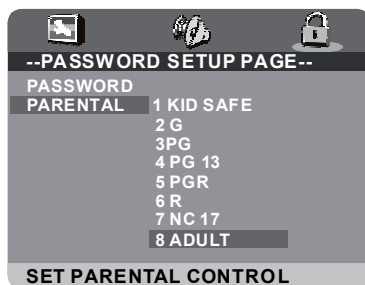 --PASSWORD SETUP PAGE--
PASSWORD
PARENTAL 1 KID SAFE
2 G
3PG
4 PG 13
5 PGR
6 R
7 NC 17
8 ADULT
SET PARENTAL CONTROL